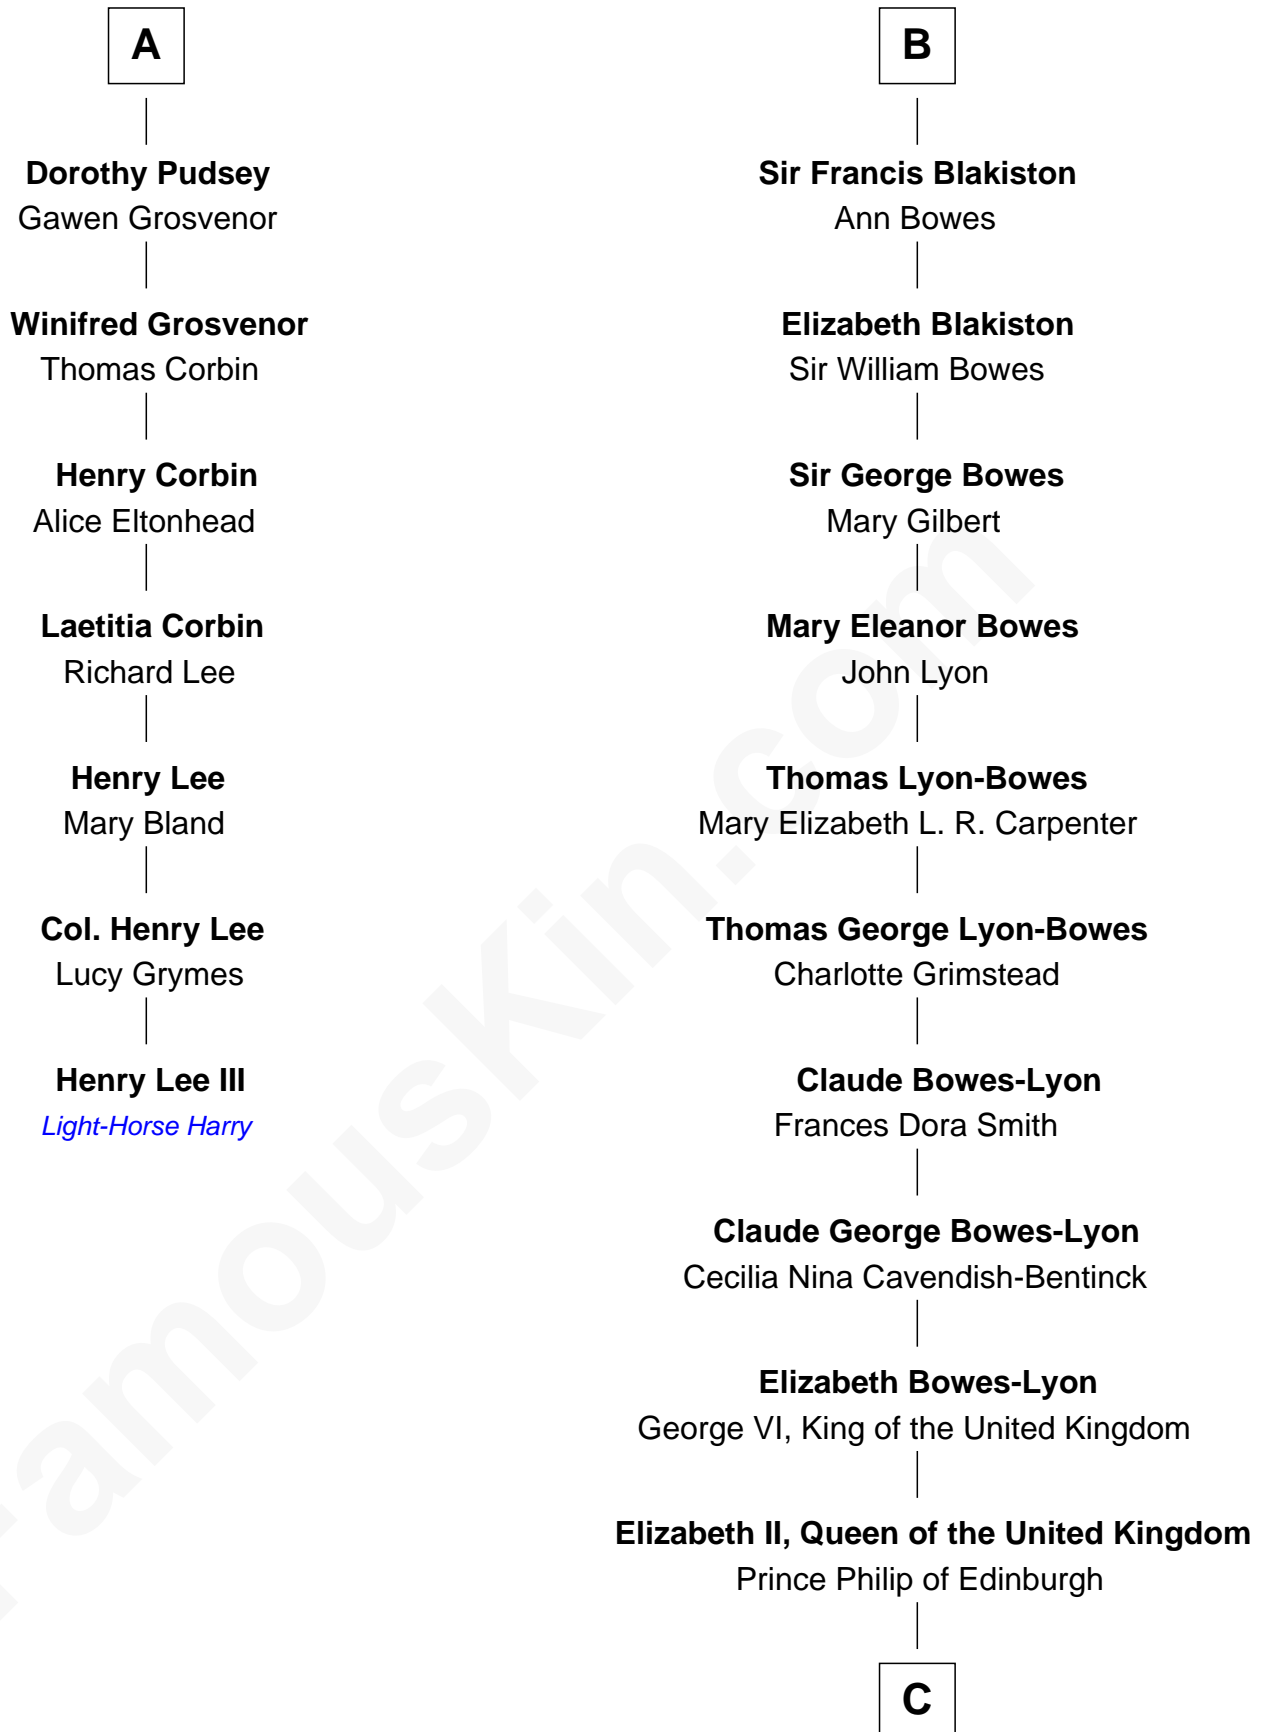 A
Dorothy Pudsey
Gawen Grosvenor
Winifred Grosvenor
Thomas Corbin
Henry Corbin
Alice Eltonhead
Laetitia Corbin
Richard Lee
Henry Lee
Mary Bland
Col. Henry Lee
Lucy Grymes
Henry Lee III
Light-Horse Harry
B
Sir Francis Blakiston
Ann Bowes
Elizabeth Blakiston
Sir William Bowes
Sir George Bowes
Mary Gilbert
Mary Eleanor Bowes
John Lyon
Thomas Lyon-Bowes
Mary Elizabeth L. R. Carpenter
Thomas George Lyon-Bowes
Charlotte Grimstead
Claude Bowes-Lyon
Frances Dora Smith
Claude George Bowes-Lyon
Cecilia Nina Cavendish-Bentinck
Elizabeth Bowes-Lyon
George VI, King of the United Kingdom
Elizabeth II, Queen of the United Kingdom
Prince Philip of Edinburgh
C
FamousKin.com